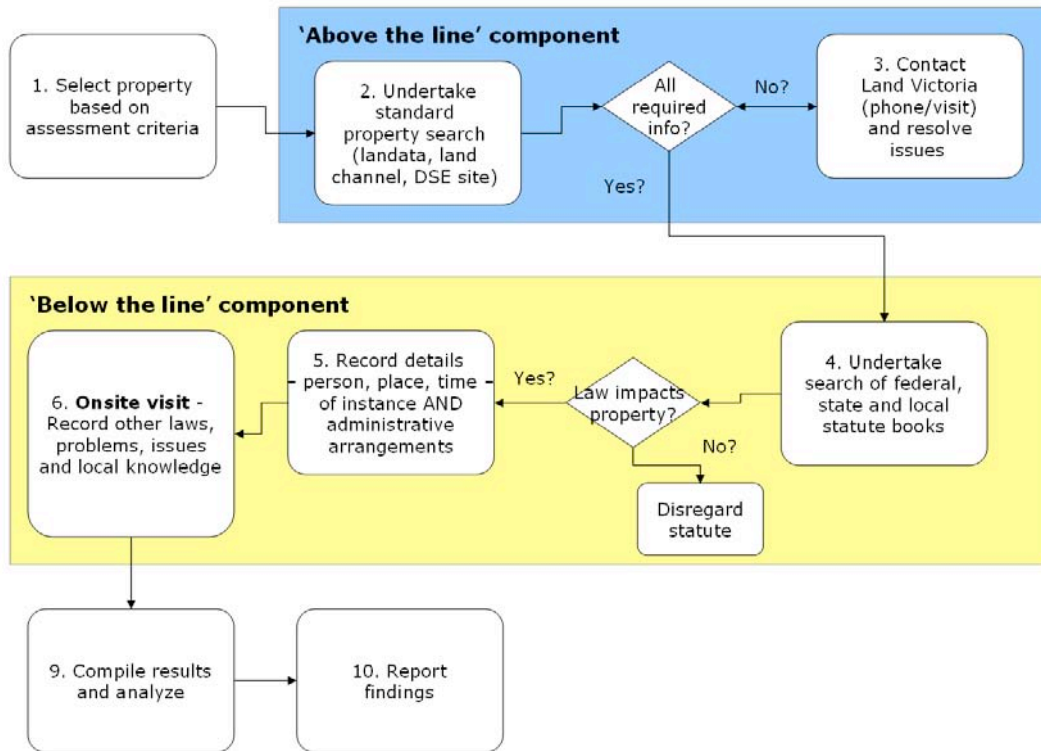 ‘Above the line’ component
1. Select property
based on
assessment criteria
2. Undertake
standard
property search
(landata, land
channel, DSE site)
All
required
info?
No?
3. Contact
Land Victoria
(phone/visit)
and resolve
issues
Yes?
‘Below the line’ component
4. Undertake
search of federal,
state and local
statute books
Law impacts
property?
Yes?
No?
Disregard
statute
5. Record details
person, place, time
of instance AND
administrative
arrangements
6. Onsite visit -
Record other laws,
problems, issues
and local knowledge
9. Compile results
and analyze
10. Report
findings